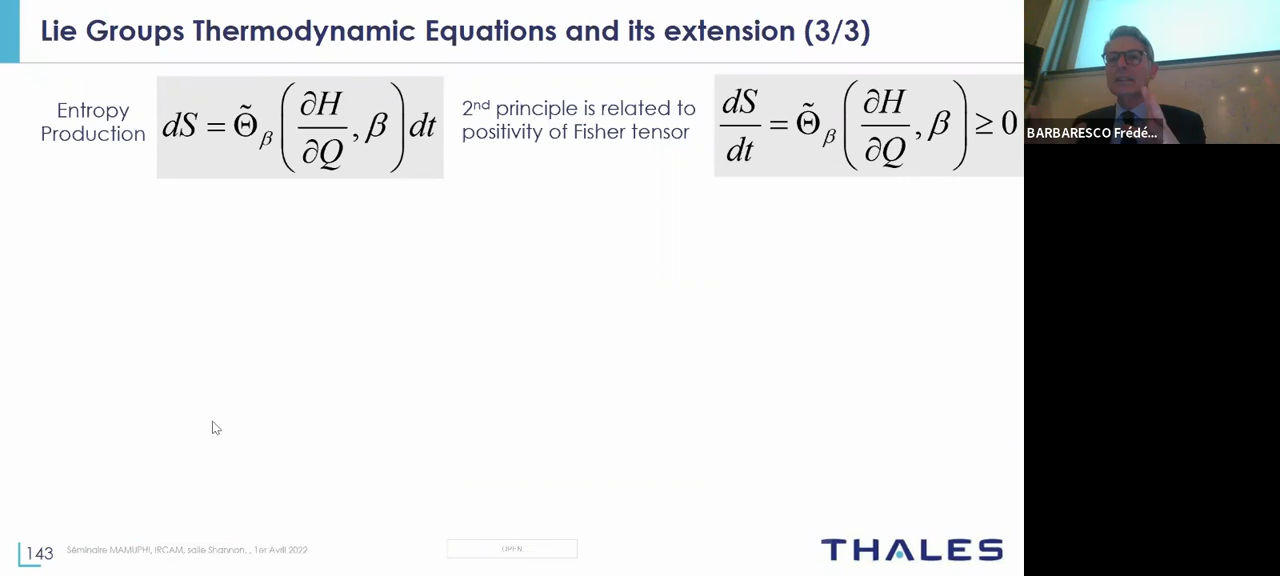 Lie Groups Thermodynamic Equations and its extension (3/3)
Entropy
Production
dS = Θ̃_β (∂H/∂Q, β) dt
2nd principle is related to
positivity of Fisher tensor
dS/dt = Θ̃_β (∂H/∂Q, β) ≥ 0
BARBARESCO Frédé...
143
Séminaire MAMUPHI, IRCAM, salle Shannon, , 1er Avril 2022
OPEN
THALES